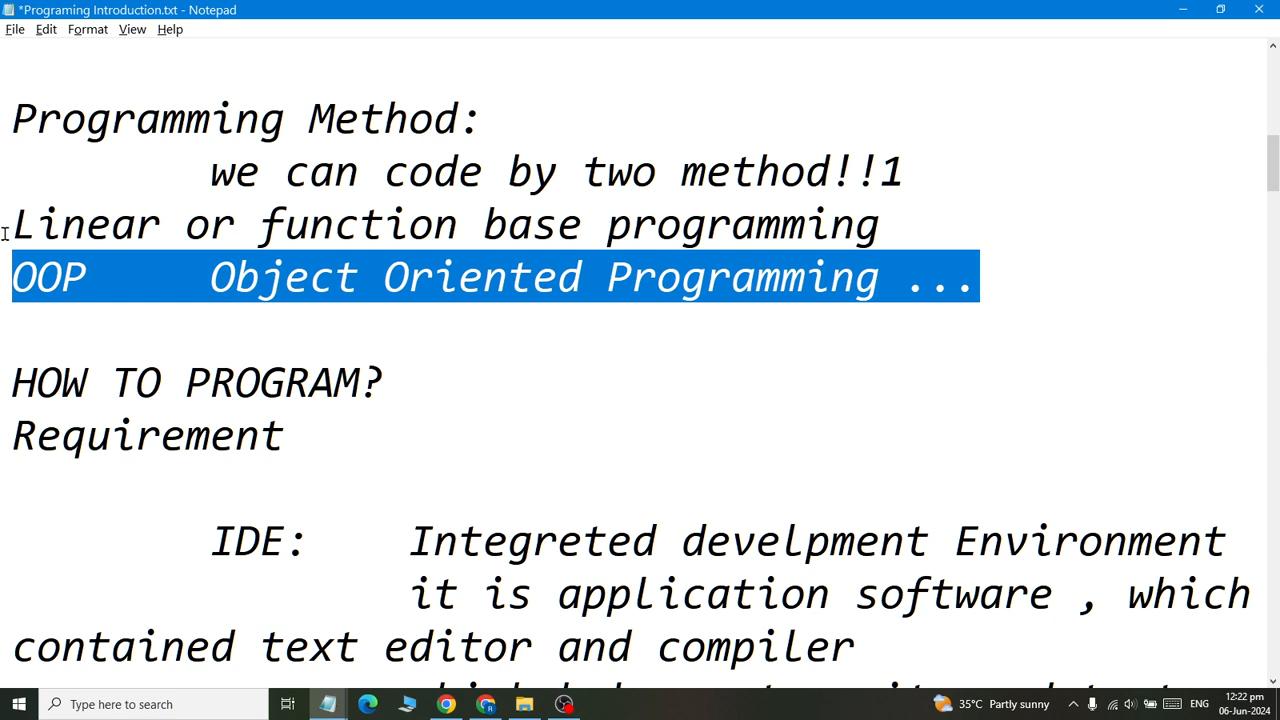 *Programing Introduction.txt - Notepad
File Edit Format View Help
Programming Method:
we can code by two method!!1
Linear or function base programming
OOP Object Oriented Programming ...
HOW TO PROGRAM?
Requirement
IDE: Integreted develpment Environment
it is application software , which
contained text editor and compiler
Type here to search
35°C Partly sunny
ENG
12:22 pm
06-Jun-2024